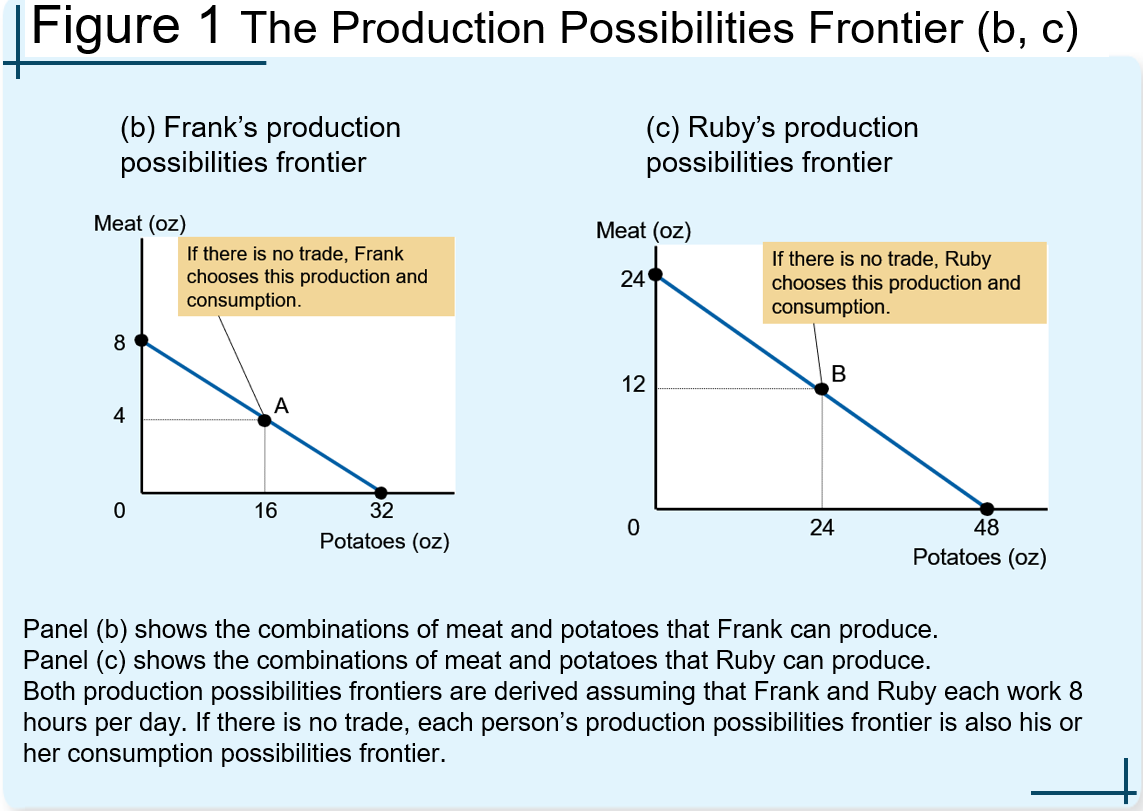 Figure 1 The Production Possibilities Frontier (b, c)
(b) Frank’s production
possibilities frontier
Meat (oz)
If there is no trade, Frank
chooses this production and
consumption.
8
A
4
0
16
32
Potatoes (oz)
(c) Ruby’s production
possibilities frontier
Meat (oz)
If there is no trade, Ruby
chooses this production and
consumption.
24
B
12
0
24
48
Potatoes (oz)
Panel (b) shows the combinations of meat and potatoes that Frank can produce.
Panel (c) shows the combinations of meat and potatoes that Ruby can produce.
Both production possibilities frontiers are derived assuming that Frank and Ruby each work 8
hours per day. If there is no trade, each person’s production possibilities frontier is also his or
her consumption possibilities frontier.